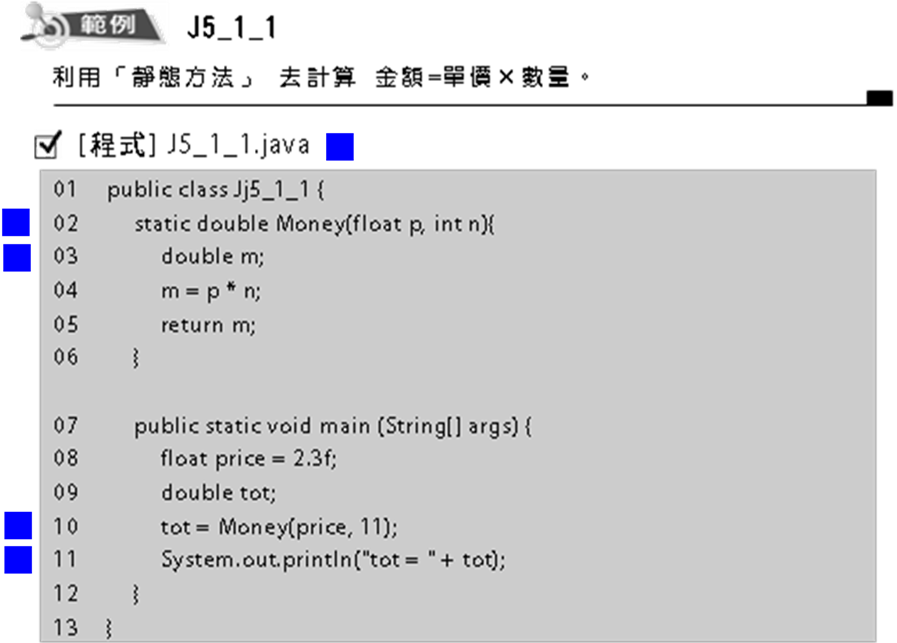 範例 J5_1_1
利用「靜態方法」 去計算 金額=單價×數量。
[程式] J5_1_1.java
01 public class Jj5_1_1 {
02 static double Money(float p, int n){
03 double m;
04 m = p * n;
05 return m;
06 }
07 public static void main (String[] args) {
08 float price = 2.3f;
09 double tot;
10 tot = Money(price, 11);
11 System.out.println("tot = " + tot);
12 }
13 }